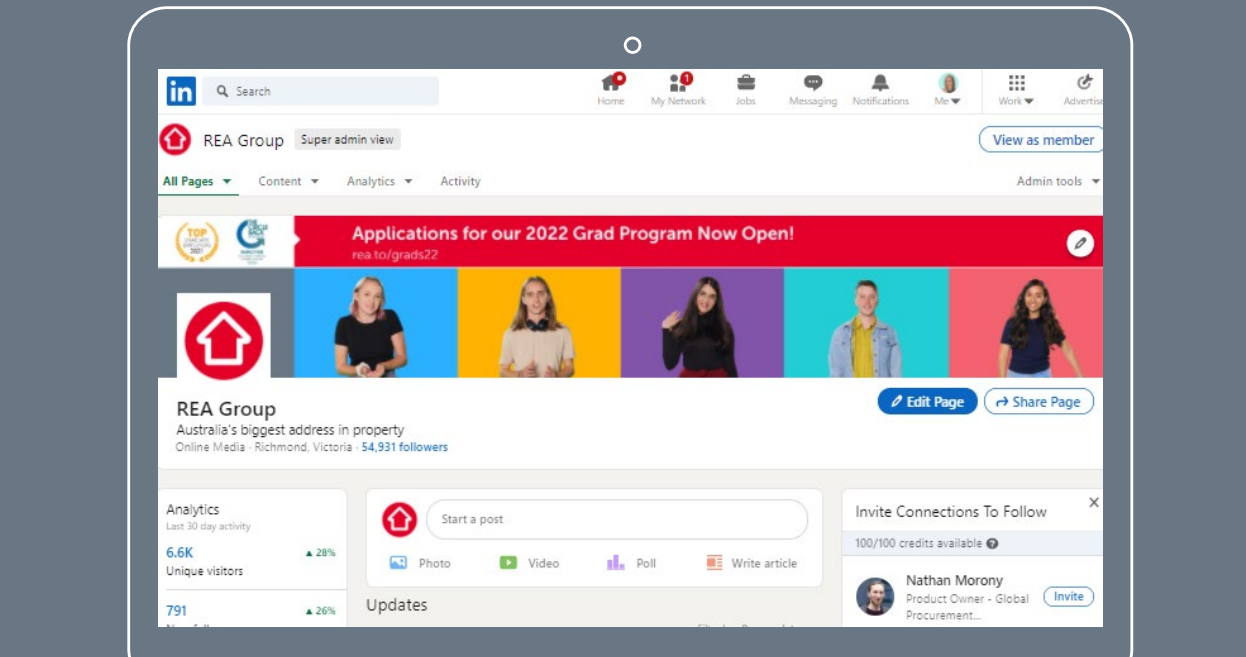 in
Search
Home
My Network
1
Jobs
Messaging
Notifications
Me
Work
Advertise
REA Group
Super admin view
View as member
All Pages
Content
Analytics
Activity
Admin tools
TOP
2021
Applications for our 2022 Grad Program Now Open!
rea.to/grads22
REA Group
Australia's biggest address in property
Online Media · Richmond, Victoria · 54,931 followers
Edit Page
Share Page
Analytics
Last 30 day activity
6.6K
▲ 28%
Unique visitors
791
▲ 26%
Start a post
Photo
Video
Poll
Write article
Updates
Invite Connections To Follow
100/100 credits available
Nathan Morony
Product Owner - Global
Procurement...
Invite